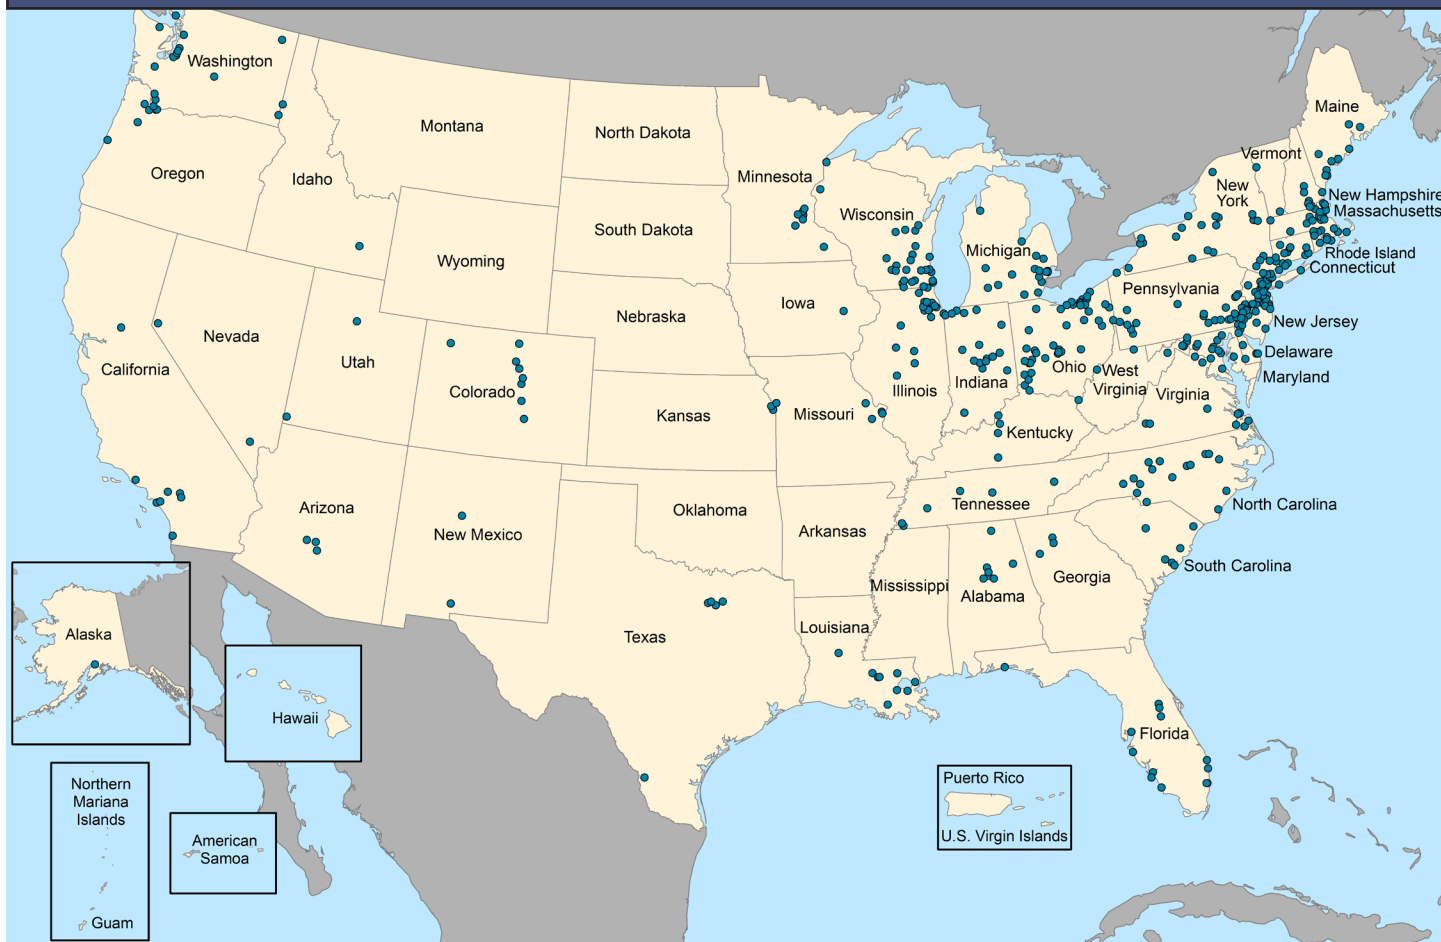 Washington
Maine
Montana
North Dakota
Vermont
Oregon
Idaho
Minnesota
New
York
New Hampshire
Wisconsin
Massachusetts
South Dakota
Michigan
Rhode Island
Wyoming
Connecticut
Pennsylvania
Iowa
Nebraska
New Jersey
Nevada
Delaware
Utah
Ohio
West
Virginia
California
Maryland
Colorado
Illinois
Indiana
Virginia
Kansas
Missouri
Kentucky
Arizona
Oklahoma
Tennessee
North Carolina
New Mexico
Arkansas
South Carolina
Georgia
Mississippi
Alabama
Louisiana
Alaska
Texas
Hawaii
Florida
Puerto Rico
U.S. Virgin Islands
Northern
Mariana
Islands
American
Samoa
Guam